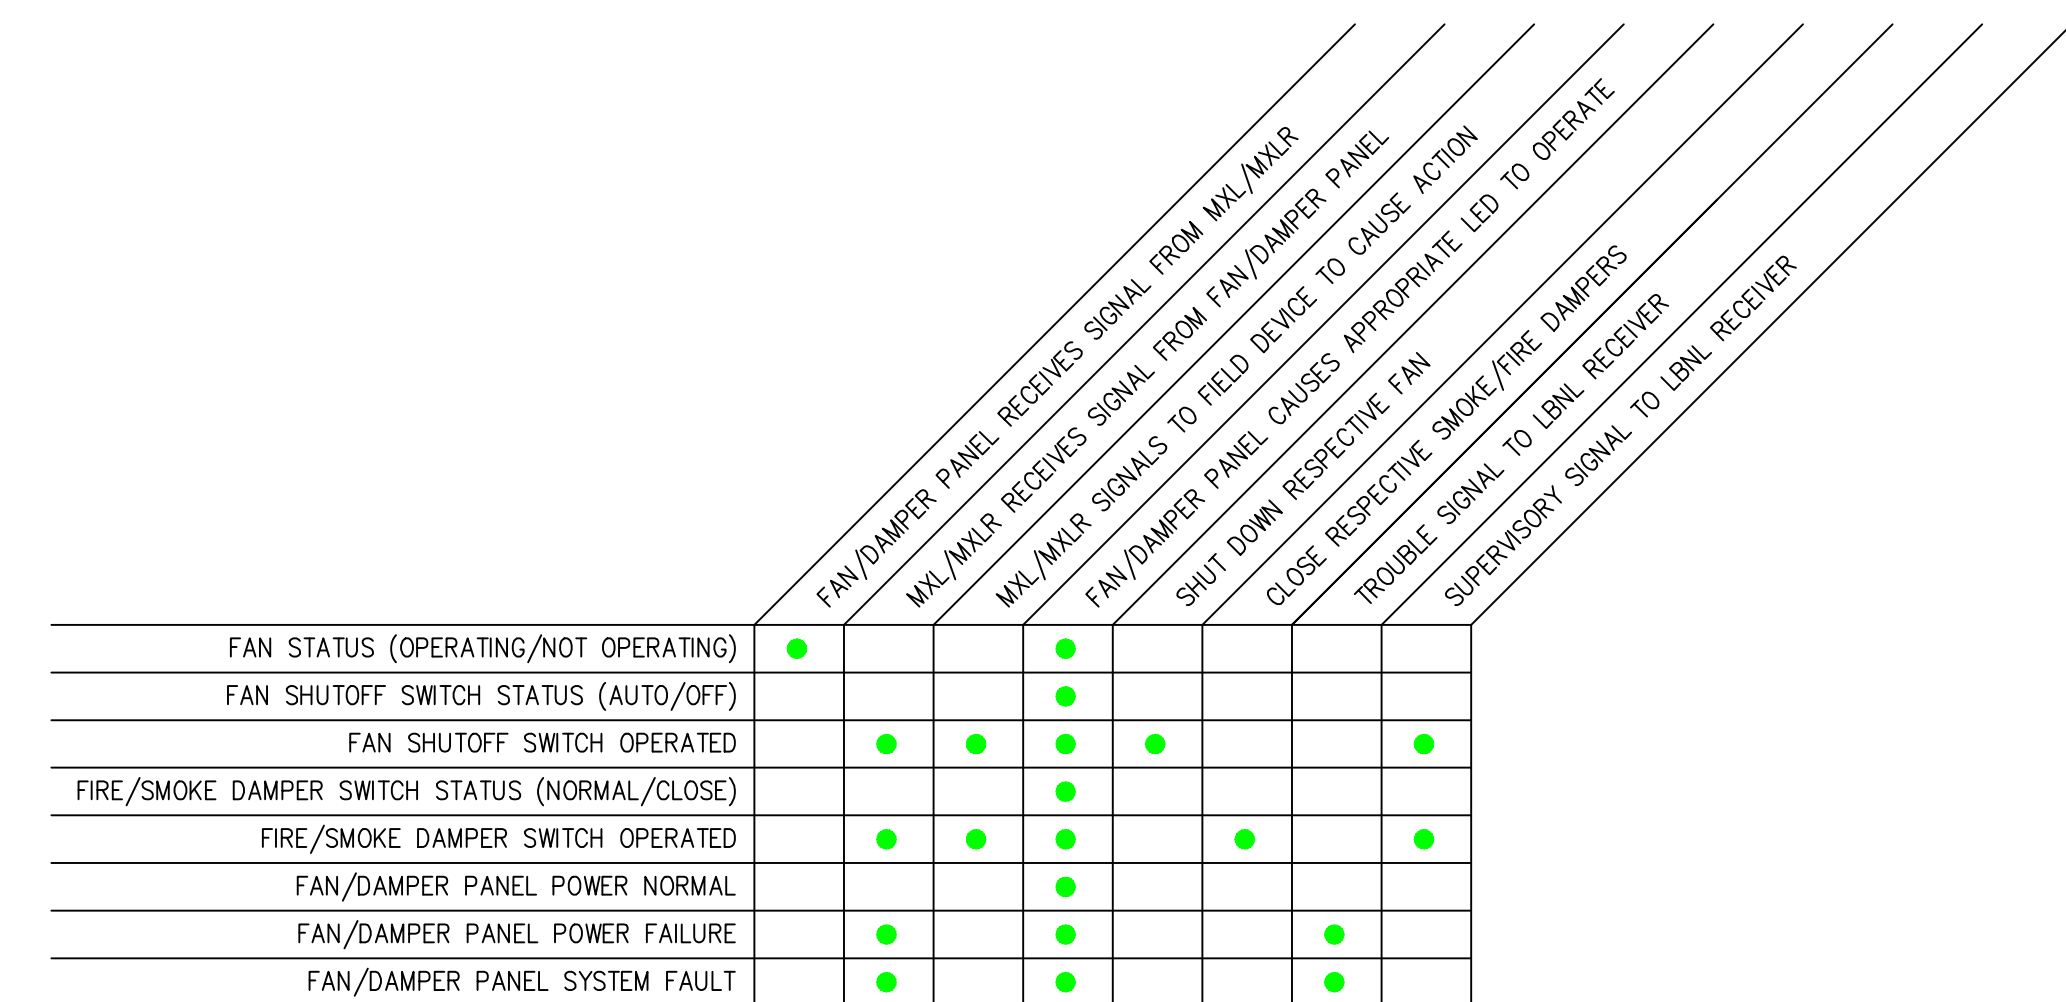 FAN/DAMPER PANEL RECEIVES SIGNAL FROM MXL/MXLR
MXL/MXLR RECEIVES SIGNAL FROM FAN/DAMPER PANEL
MXL/MXLR SIGNALS TO FIELD DEVICE TO CAUSE ACTION
FAN/DAMPER PANEL CAUSES APPROPRIATE LED TO OPERATE
SHUT DOWN RESPECTIVE FAN
CLOSE RESPECTIVE SMOKE/FIRE DAMPERS
TROUBLE SIGNAL TO LBNL RECEIVER
SUPERVISORY SIGNAL TO LBNL RECEIVER
FAN STATUS (OPERATING/NOT OPERATING)
FAN SHUTOFF SWITCH STATUS (AUTO/OFF)
FAN SHUTOFF SWITCH OPERATED
FIRE/SMOKE DAMPER SWITCH STATUS (NORMAL/CLOSE)
FIRE/SMOKE DAMPER SWITCH OPERATED
FAN/DAMPER PANEL POWER NORMAL
FAN/DAMPER PANEL POWER FAILURE
FAN/DAMPER PANEL SYSTEM FAULT